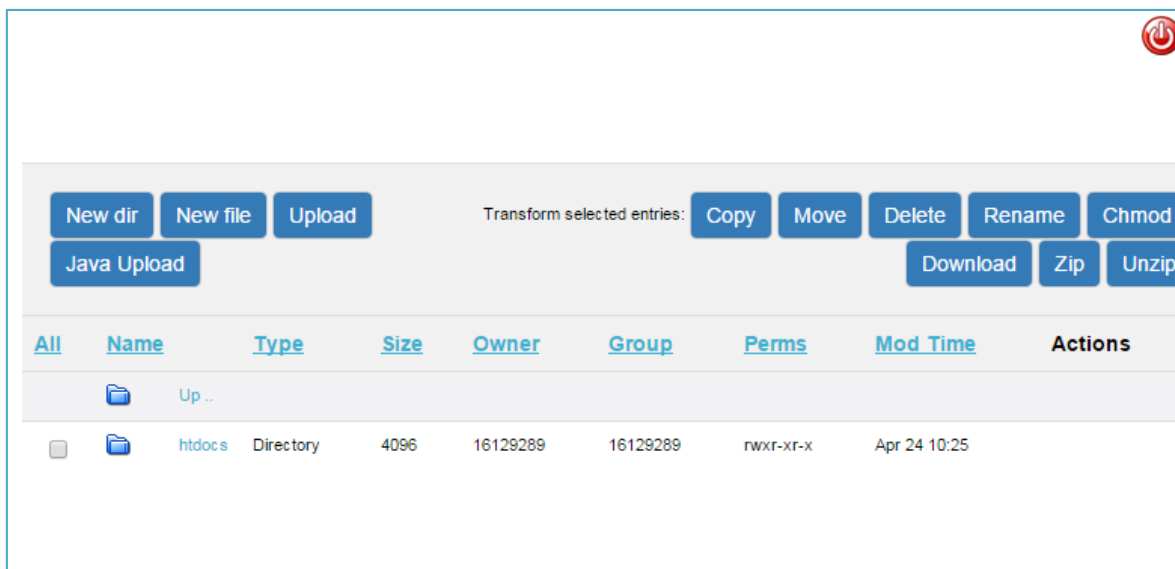 New dir New file Upload Transform selected entries: Copy Move Delete Rename Chmod
Java Upload Download Zip Unzip
All Name Type Size Owner Group Perms Mod Time Actions
Up ..
htdocs Directory 4096 16129289 16129289 rwxr-xr-x Apr 24 10:25